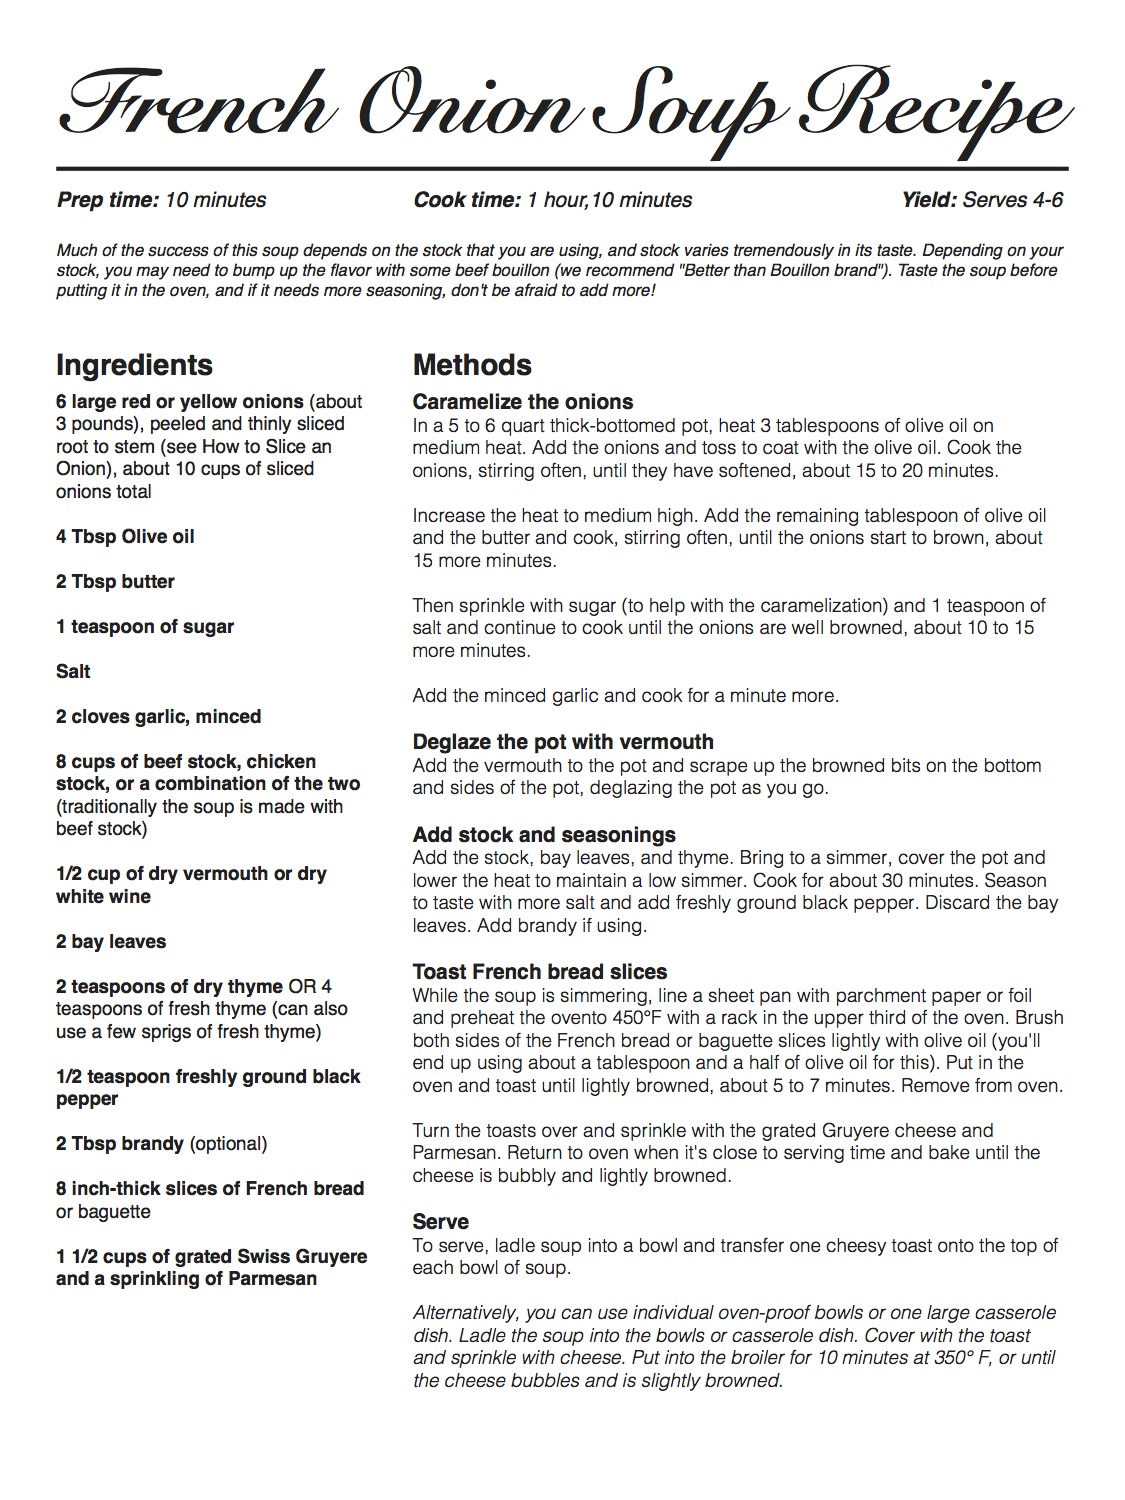 French Onion Soup Recipe
Prep time: 10 minutes
Cook time: 1 hour,10 minutes
Yield: Serves 4-6
Much of the success of this soup depends on the stock that you are using, and stock varies tremendously in its taste. Depending on your
stock, you may need to bump up the flavor with some beef bouillon (we recommend "Better than Bouillon brand"). Taste the soup before
putting it in the oven, and if it needs more seasoning, don't be afraid to add more!
Ingredients
6 large red or yellow onions (about
3 pounds), peeled and thinly sliced
root to stem (see How to Slice an
Onion), about 10 cups of sliced
onions total
4 Tbsp Olive oil
2 Tbsp butter
1 teaspoon of sugar
Salt
2 cloves garlic, minced
8 cups of beef stock, chicken
stock, or a combination of the two
(traditionally the soup is made with
beef stock)
1/2 cup of dry vermouth or dry
white wine
2 bay leaves
2 teaspoons of dry thyme OR 4
teaspoons of fresh thyme (can also
use a few sprigs of fresh thyme)
1/2 teaspoon freshly ground black
pepper
2 Tbsp brandy (optional)
8 inch-thick slices of French bread
or baguette
1 1/2 cups of grated Swiss Gruyere
and a sprinkling of Parmesan
Methods
Caramelize the onions
In a 5 to 6 quart thick-bottomed pot, heat 3 tablespoons of olive oil on
medium heat. Add the onions and toss to coat with the olive oil. Cook the
onions, stirring often, until they have softened, about 15 to 20 minutes.
Increase the heat to medium high. Add the remaining tablespoon of olive oil
and the butter and cook, stirring often, until the onions start to brown, about
15 more minutes.
Then sprinkle with sugar (to help with the caramelization) and 1 teaspoon of
salt and continue to cook until the onions are well browned, about 10 to 15
more minutes.
Add the minced garlic and cook for a minute more.
Deglaze the pot with vermouth
Add the vermouth to the pot and scrape up the browned bits on the bottom
and sides of the pot, deglazing the pot as you go.
Add stock and seasonings
Add the stock, bay leaves, and thyme. Bring to a simmer, cover the pot and
lower the heat to maintain a low simmer. Cook for about 30 minutes. Season
to taste with more salt and add freshly ground black pepper. Discard the bay
leaves. Add brandy if using.
Toast French bread slices
While the soup is simmering, line a sheet pan with parchment paper or foil
and preheat the ovento 450°F with a rack in the upper third of the oven. Brush
both sides of the French bread or baguette slices lightly with olive oil (you'll
end up using about a tablespoon and a half of olive oil for this). Put in the
oven and toast until lightly browned, about 5 to 7 minutes. Remove from oven.
Turn the toasts over and sprinkle with the grated Gruyere cheese and
Parmesan. Return to oven when it's close to serving time and bake until the
cheese is bubbly and lightly browned.
Serve
To serve, ladle soup into a bowl and transfer one cheesy toast onto the top of
each bowl of soup.
Alternatively, you can use individual oven-proof bowls or one large casserole
dish. Ladle the soup into the bowls or casserole dish. Cover with the toast
and sprinkle with cheese. Put into the broiler for 10 minutes at 350° F, or until
the cheese bubbles and is slightly browned.